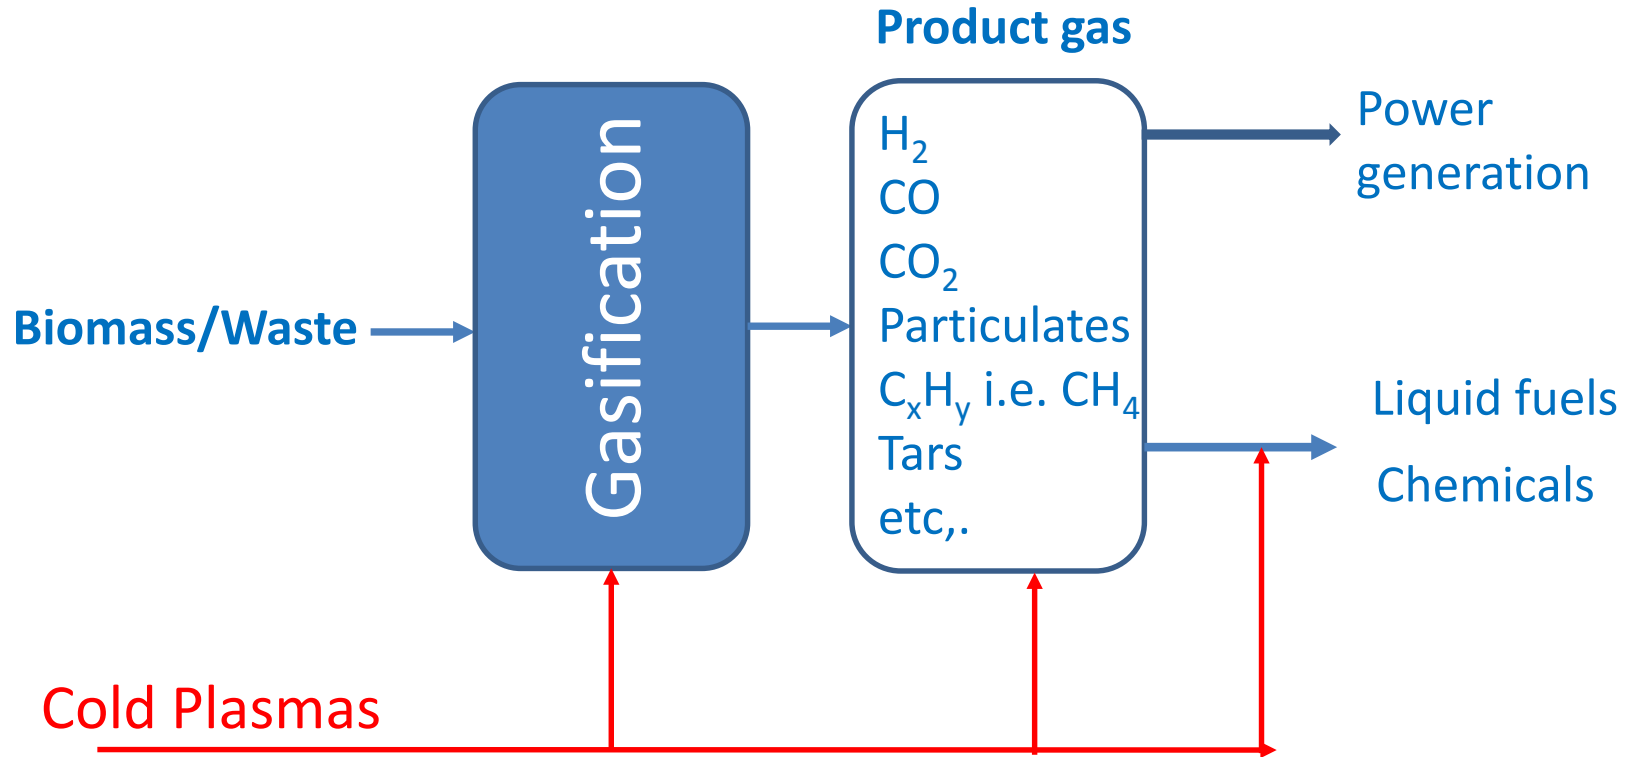 Product gas
Biomass/Waste
Gasification
H₂
CO
CO₂
Particulates
CₓHᵧ i.e. CH₄
Tars
etc,.
Power
generation
Liquid fuels
Chemicals
Cold Plasmas